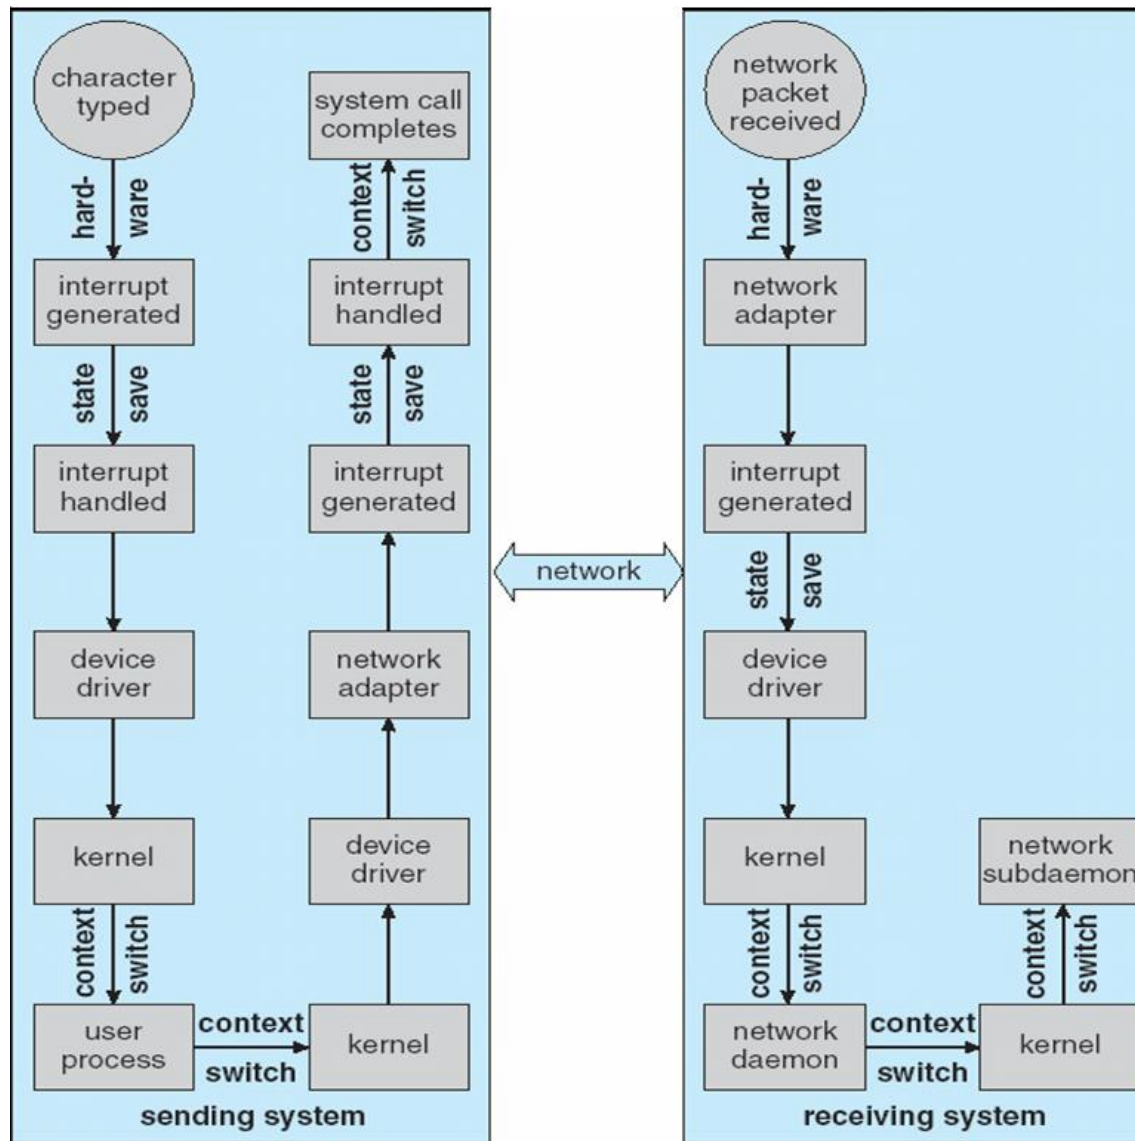 character
typed
hard-
ware
interrupt
generated
state
save
interrupt
handled
device
driver
kernel
context
switch
user
process
context
switch
kernel
device
driver
network
adapter
interrupt
generated
state
save
interrupt
handled
context
switch
system call
completes
sending system
network
network
packet
received
hard-
ware
network
adapter
interrupt
generated
state
save
device
driver
kernel
context
switch
network
daemon
context
switch
kernel
context
switch
network
subdaemon
receiving system